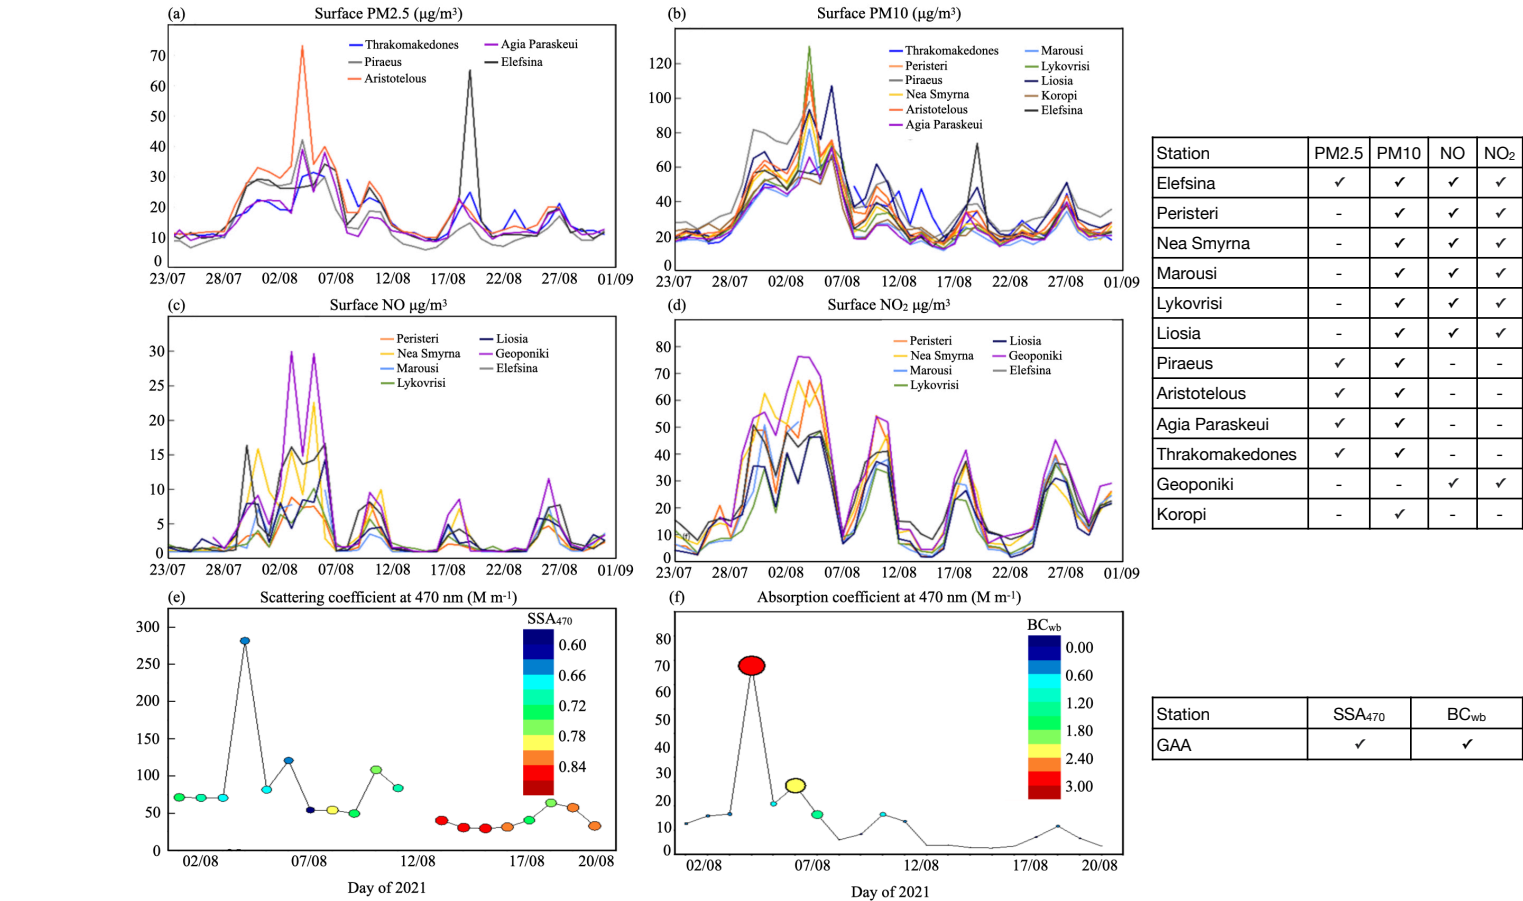 (a) Surface PM2.5 (μg/m³)
Thrakomakedones
Piraeus
Aristotelous
Agia Paraskeui
Elefsina
70
60
50
40
30
20
10
0
23/07 28/07 02/08 07/08 12/08 17/08 22/08 27/08 01/09
(b) Surface PM10 (μg/m³)
Thrakomakedones
Peristeri
Piraeus
Nea Smyrna
Aristotelous
Agia Paraskeui
Marousi
Lykovrisi
Liosia
Koropi
Elefsina
120
100
80
60
40
20
0
23/07 28/07 02/08 07/08 12/08 17/08 22/08 27/08 01/09
(c) Surface NO μg/m³
Peristeri
Nea Smyrna
Marousi
Lykovrisi
Liosia
Geoponiki
Elefsina
30
25
20
15
10
5
0
23/07 28/07 02/08 07/08 12/08 17/08 22/08 27/08 01/09
(d) Surface NO₂ μg/m³
Peristeri
Nea Smyrna
Marousi
Lykovrisi
Liosia
Geoponiki
Elefsina
80
70
60
50
40
30
20
10
0
23/07 28/07 02/08 07/08 12/08 17/08 22/08 27/08 01/09
(e) Scattering coefficient at 470 nm (M m⁻¹)
SSA₄₇₀
0.60
0.66
0.72
0.78
0.84
300
250
200
150
100
50
0
02/08 07/08 12/08 17/08 20/08
Day of 2021
(f) Absorption coefficient at 470 nm (M m⁻¹)
BCwb
0.00
0.60
1.20
1.80
2.40
3.00
80
70
60
50
40
30
20
10
0
02/08 07/08 12/08 17/08 20/08
Day of 2021
Station PM2.5 PM10 NO NO₂
Elefsina ✓ ✓ ✓ ✓
Peristeri - ✓ ✓ ✓
Nea Smyrna - ✓ ✓ ✓
Marousi - ✓ ✓ ✓
Lykovrisi - ✓ ✓ ✓
Liosia - ✓ ✓ ✓
Piraeus ✓ ✓ - -
Aristotelous ✓ ✓ - -
Agia Paraskeui ✓ ✓ - -
Thrakomakedones ✓ ✓ - -
Geoponiki - - ✓ ✓
Koropi - ✓ - -
Station SSA₄₇₀ BCwb
GAA ✓ ✓